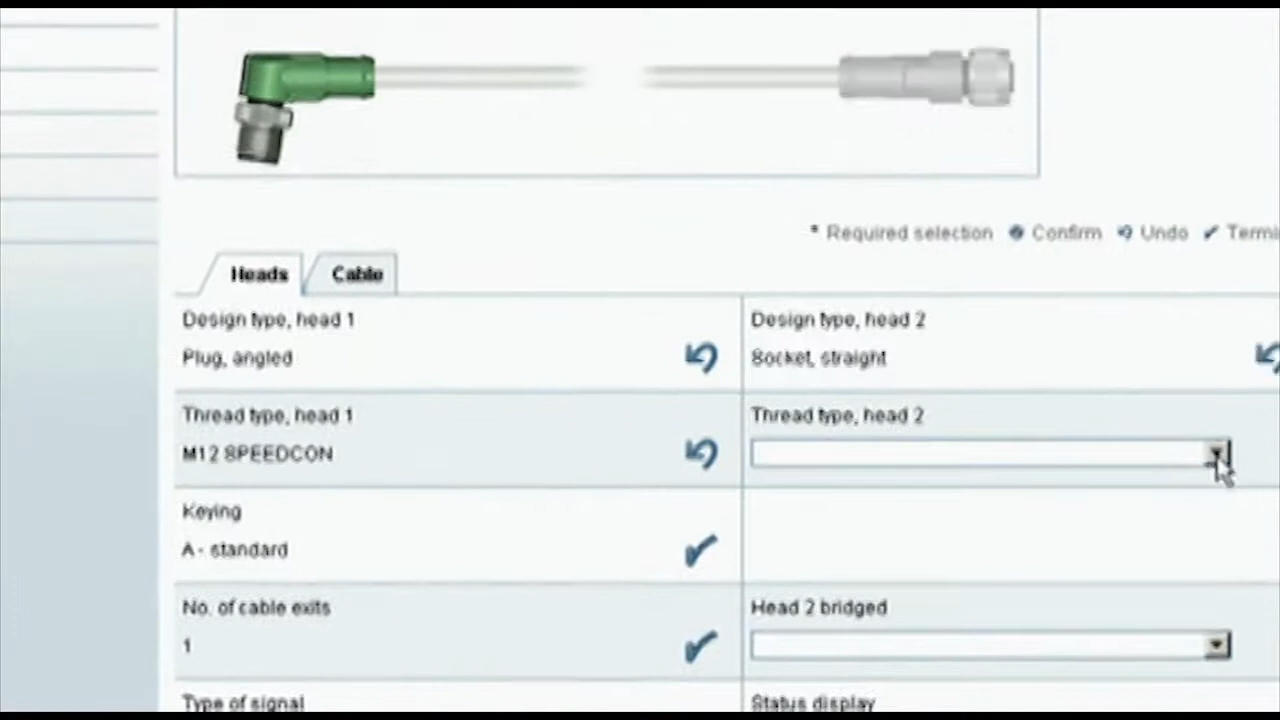 * Required selection Confirm Undo Termi
Heads Cable
Design type, head 1 Design type, head 2
Plug, angled Socket, straight
Thread type, head 1 Thread type, head 2
M12 SPEEDCON
Keying
A - standard
No. of cable exits Head 2 bridged
1
Type of signal Status display